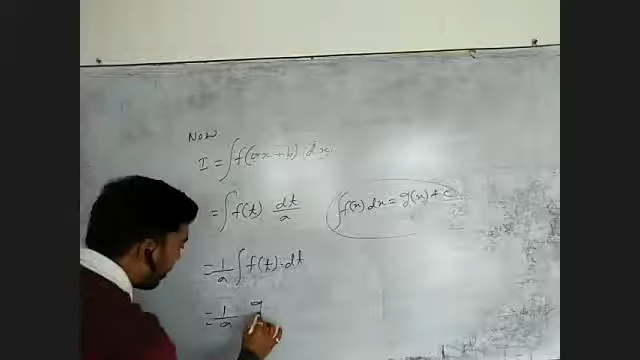 Now
I = ∫f(ax+b).dx
= ∫f(t) dt/a
∫f(x)dx = g(x)+c
= 1/a ∫f(t).dt
= 1/a g